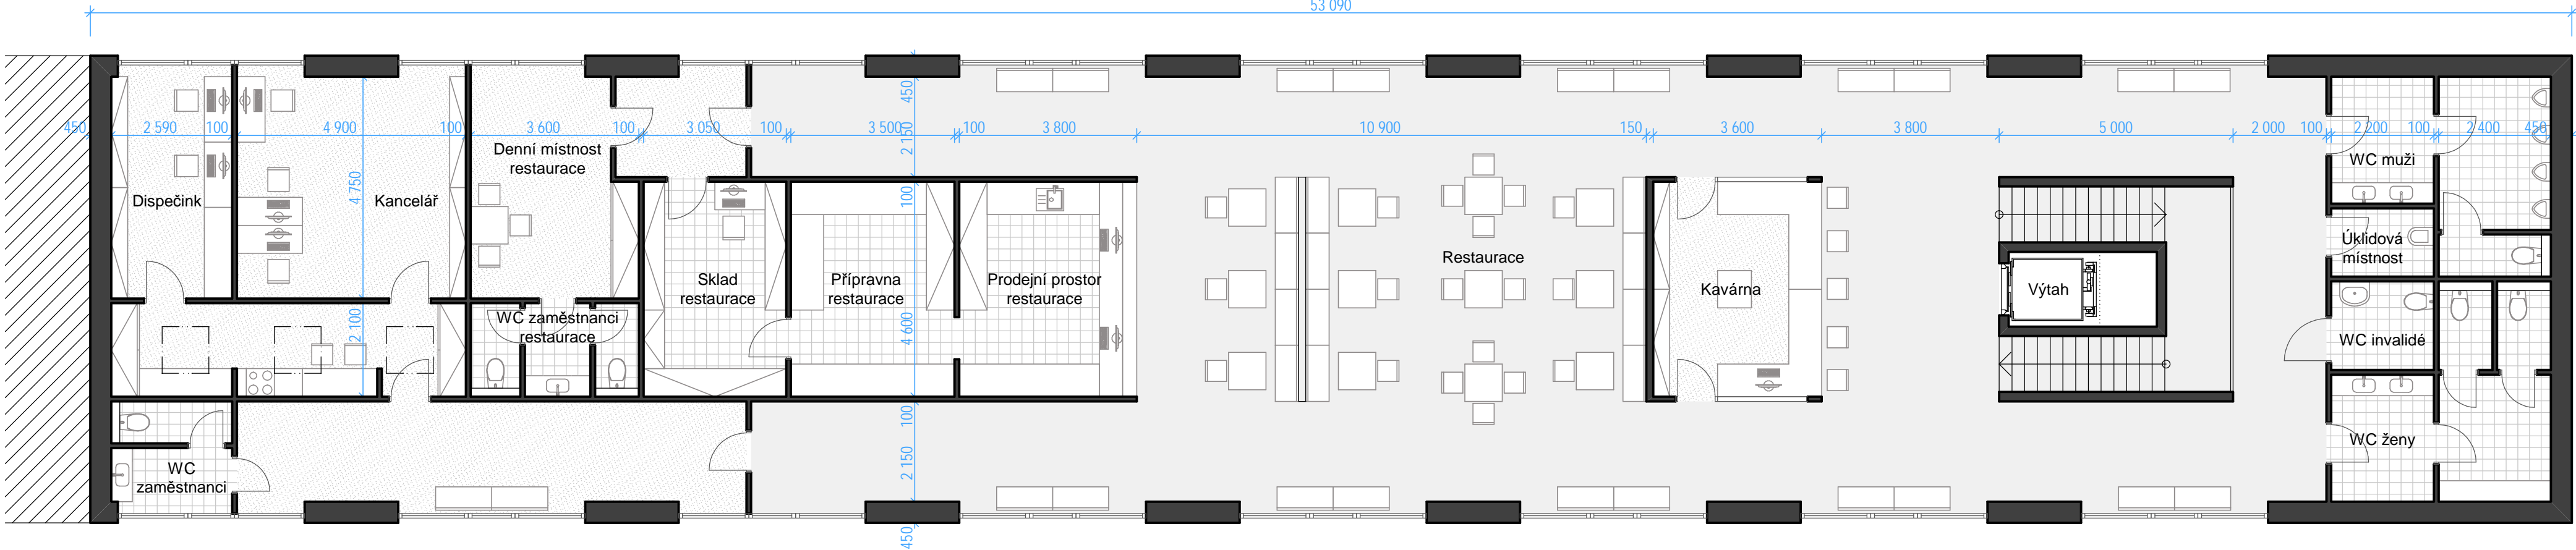 53 090
450
2 590
100
4 900
100
3 600
100
3 050
100
3 500
100
3 800
10 900
150
3 600
3 800
5 000
2 000
100
2 200
100
2 400
450
450
2 150
100
4 600
100
2 150
450
4 750
2 100
Dispečink
Kancelář
Denní místnost
restaurace
WC zaměstnanci
restaurace
Sklad
restaurace
Přípravna
restaurace
Prodejní prostor
restaurace
Restaurace
Kavárna
Výtah
WC muži
Úklidová
místnost
WC invalidé
WC ženy
WC
zaměstnanci